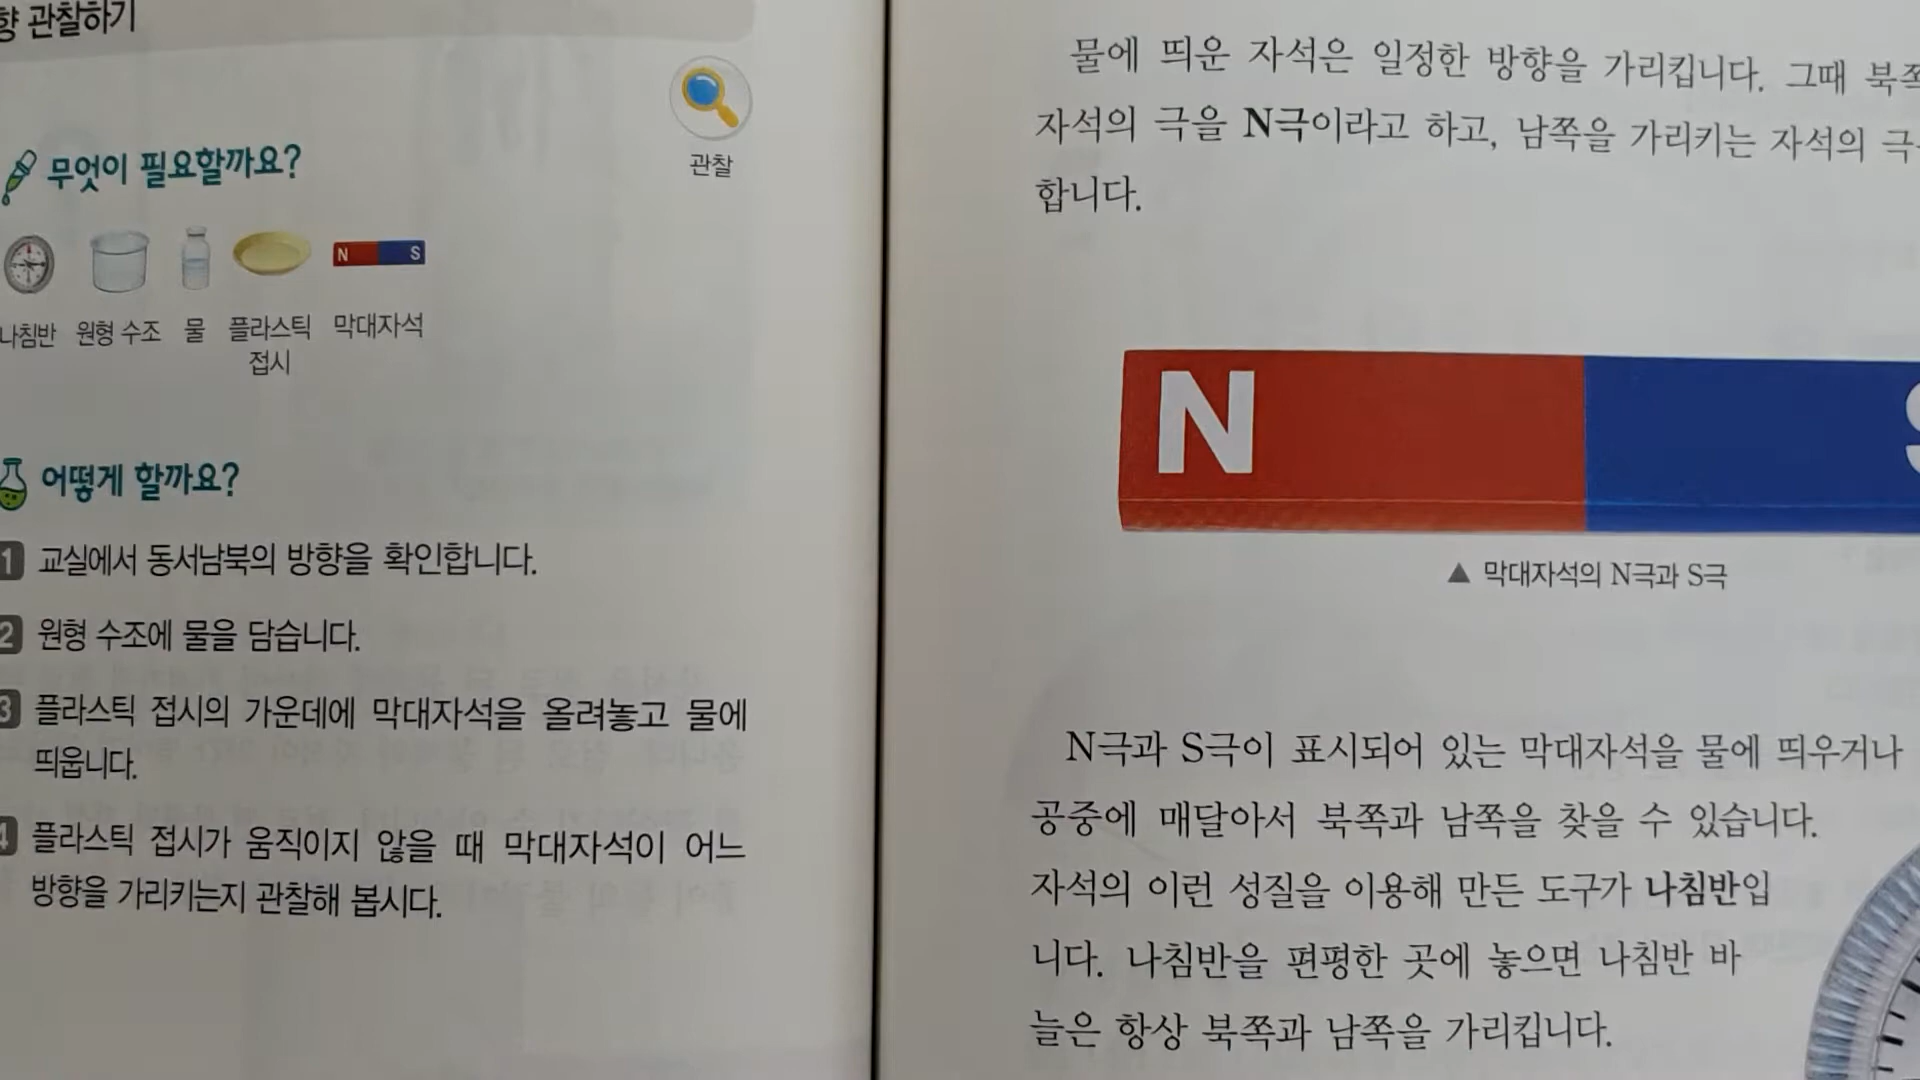 향 관찰하기
관찰
무엇이 필요할까요?
N S
나침반 원형 수조 물 플라스틱 접시 막대자석
어떻게 할까요?
1 교실에서 동서남북의 방향을 확인합니다.
2 원형 수조에 물을 담습니다.
3 플라스틱 접시의 가운데에 막대자석을 올려놓고 물에
띄웁니다.
4 플라스틱 접시가 움직이지 않을 때 막대자석이 어느
방향을 가리키는지 관찰해 봅시다.
물에 띄운 자석은 일정한 방향을 가리킵니다. 그때 북쪽
자석의 극을 N극이라고 하고, 남쪽을 가리키는 자석의 극
합니다.
N S
▲ 막대자석의 N극과 S극
N극과 S극이 표시되어 있는 막대자석을 물에 띄우거나
공중에 매달아서 북쪽과 남쪽을 찾을 수 있습니다.
자석의 이런 성질을 이용해 만든 도구가 나침반입
니다. 나침반을 편평한 곳에 놓으면 나침반 바
늘은 항상 북쪽과 남쪽을 가리킵니다.